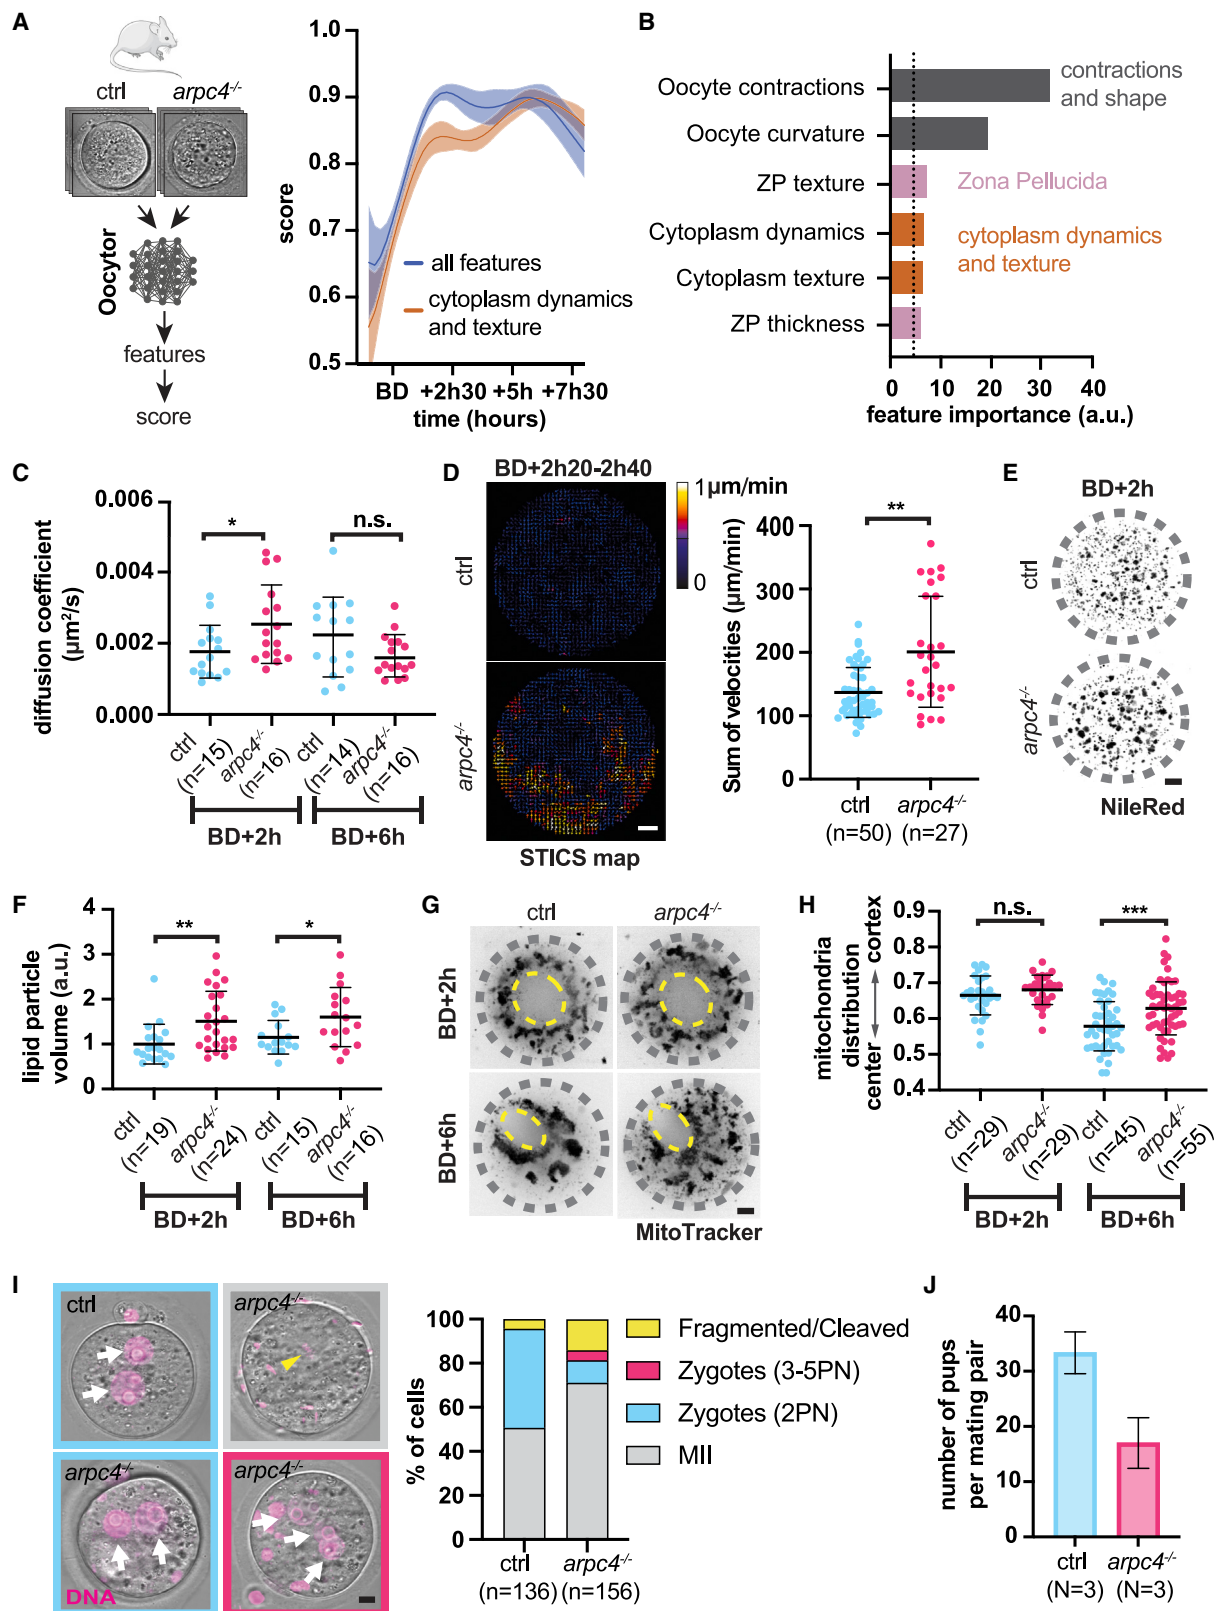 A
ctrl
arpc4-/-
Oocytor
features
score
1.0
0.9
0.8
0.7
0.6
0.5
score
all features
cytoplasm dynamics
and texture
BD
+2h30
+5h
+7h30
time (hours)
B
Oocyte contractions
Oocyte curvature
ZP texture
Cytoplasm dynamics
Cytoplasm texture
ZP thickness
contractions
and shape
Zona Pellucida
cytoplasm dynamics
and texture
0
10
20
30
40
feature importance (a.u.)
C
diffusion coefficient
(µm²/s)
0.006
0.004
0.002
0.000
*
n.s.
ctrl
(n=15)
arpc4-/-
(n=16)
ctrl
(n=14)
arpc4-/-
(n=16)
BD+2h
BD+6h
D
BD+2h20-2h40
1µm/min
0
ctrl
arpc4-/-
STICS map
Sum of velocities (µm/min)
400
300
200
100
0
**
ctrl
(n=50)
arpc4-/-
(n=27)
E
BD+2h
ctrl
arpc4-/-
NileRed
F
lipid particle
volume (a.u.)
4
3
2
1
0
**
*
ctrl
(n=19)
arpc4-/-
(n=24)
ctrl
(n=15)
arpc4-/-
(n=16)
BD+2h
BD+6h
G
ctrl
arpc4-/-
BD+2h
BD+6h
MitoTracker
H
mitochondria
distribution
center
cortex
0.9
0.8
0.7
0.6
0.5
0.4
n.s.
***
ctrl
(n=29)
arpc4-/-
(n=29)
ctrl
(n=45)
arpc4-/-
(n=55)
BD+2h
BD+6h
I
ctrl
arpc4-/-
arpc4-/-
DNA
arpc4-/-
% of cells
100
80
60
40
20
0
Fragmented/Cleaved
Zygotes (3-5PN)
Zygotes (2PN)
MII
ctrl
(n=136)
arpc4-/-
(n=156)
J
number of pups
per mating pair
40
30
20
10
0
ctrl
(N=3)
arpc4-/-
(N=3)